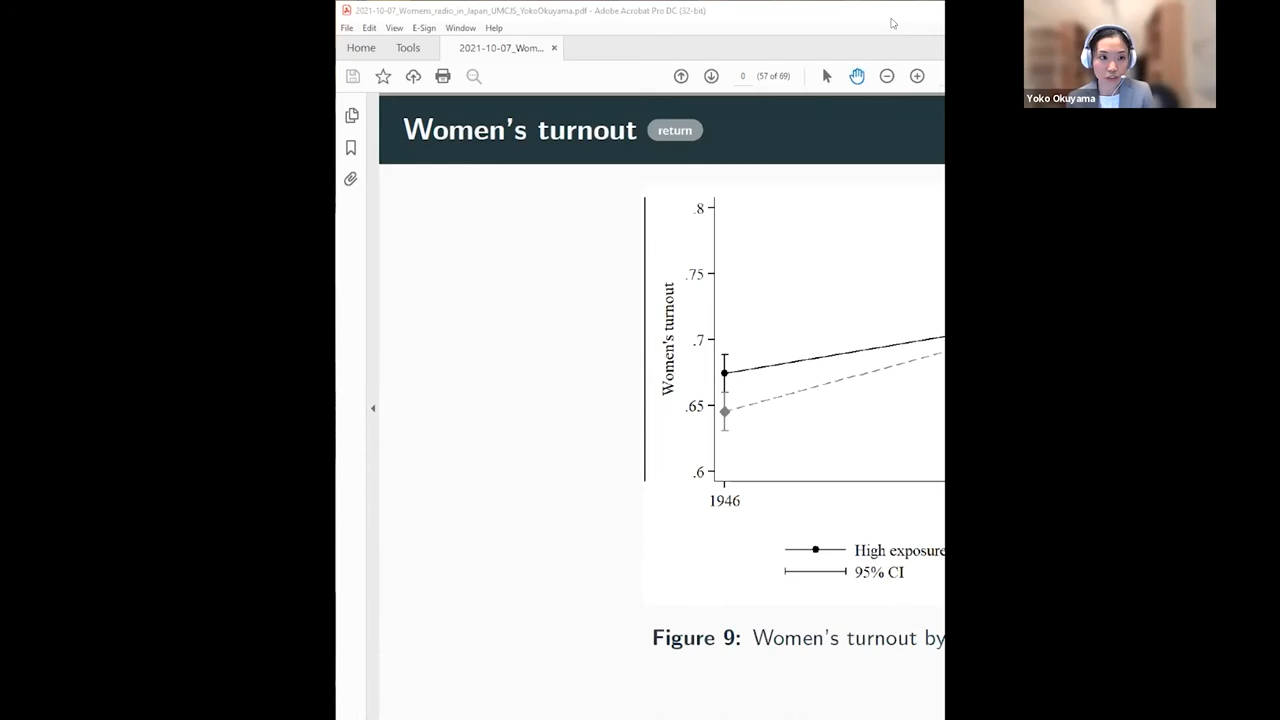 2021-10-07_Womens_radio_in_Japan_UMCJS_YokoOkuyama.pdf - Adobe Acrobat Pro DC (32-bit)
File Edit View E-Sign Window Help
Home Tools 2021-10-07_Wom... ×
0 (57 of 69)
Yoko Okuyama
Women's turnout return
.8
.75
.7
.65
.6
Women's turnout
1946
High exposure
95% CI
Figure 9: Women's turnout by